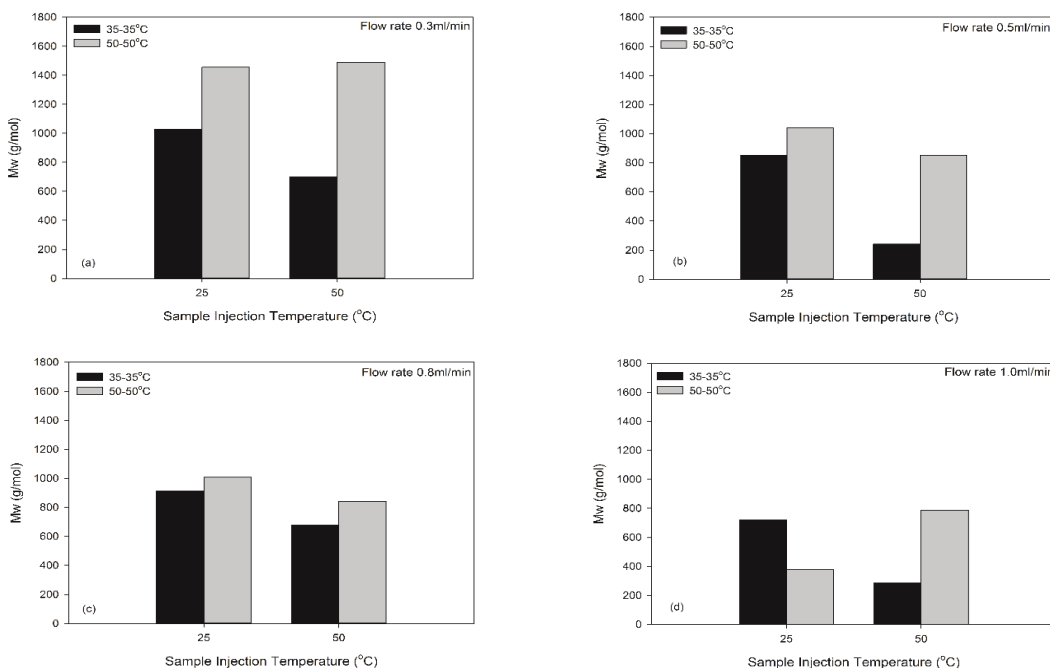 1800
1600
1400
1200
1000
800
600
400
200
0
Mw (g/mol)
35-35°C
50-50°C
Flow rate 0.3ml/min
(a)
25 50
Sample Injection Temperature (°C)
1800
1600
1400
1200
1000
800
600
400
200
0
Mw (g/mol)
35-35°C
50-50°C
Flow rate 0.5ml/min
(b)
25 50
Sample Injection Temperature (°C)
1800
1600
1400
1200
1000
800
600
400
200
0
Mw (g/mol)
35-35°C
50-50°C
Flow rate 0.8ml/min
(c)
25 50
Sample Injection Temperature (°C)
1800
1600
1400
1200
1000
800
600
400
200
0
Mw (g/mol)
35-35°C
50-50°C
Flow rate 1.0ml/min
(d)
25 50
Sample Injection Temperature (°C)